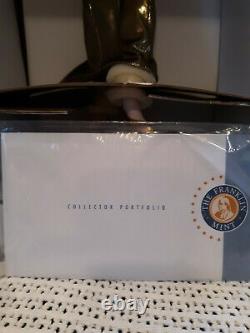 COLLECTOR PORTFOLIO
THE FRANKLIN
MINT